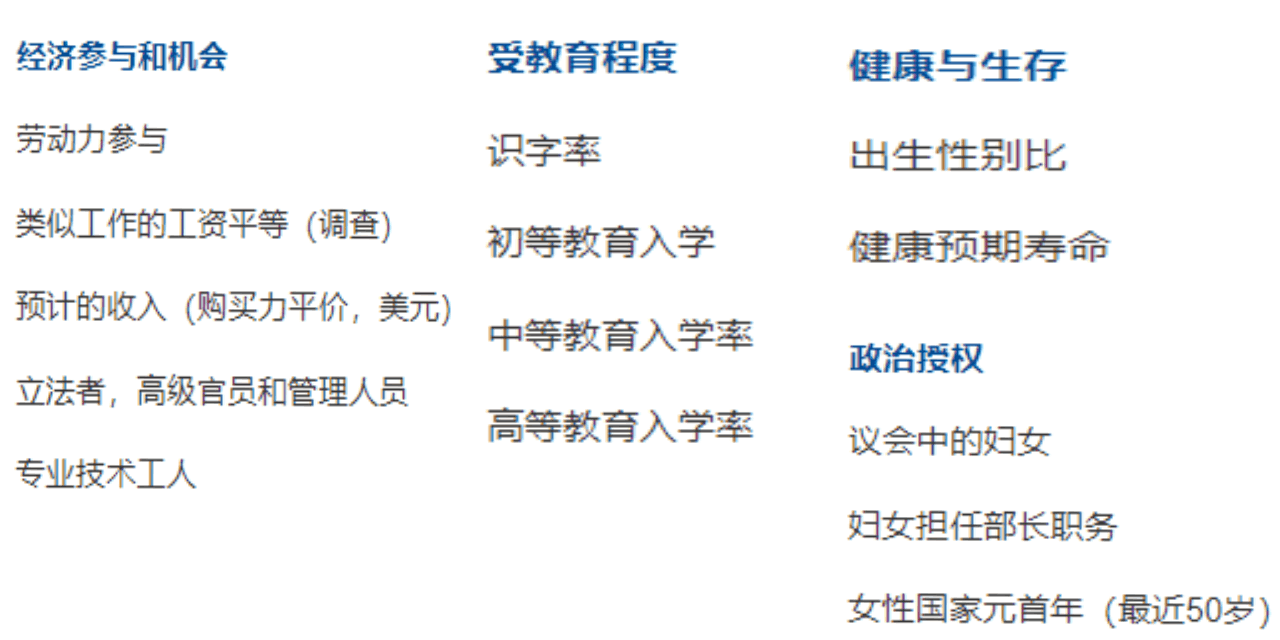 经济参与和机会
劳动力参与
类似工作的工资平等（调查）
预计的收入（购买力平价，美元）
立法者，高级官员和管理人员
专业技术工人
受教育程度
识字率
初等教育入学
中等教育入学率
高等教育入学率
健康与生存
出生性别比
健康预期寿命
政治授权
议会中的妇女
妇女担任部长职务
女性国家元首年（最近50岁）